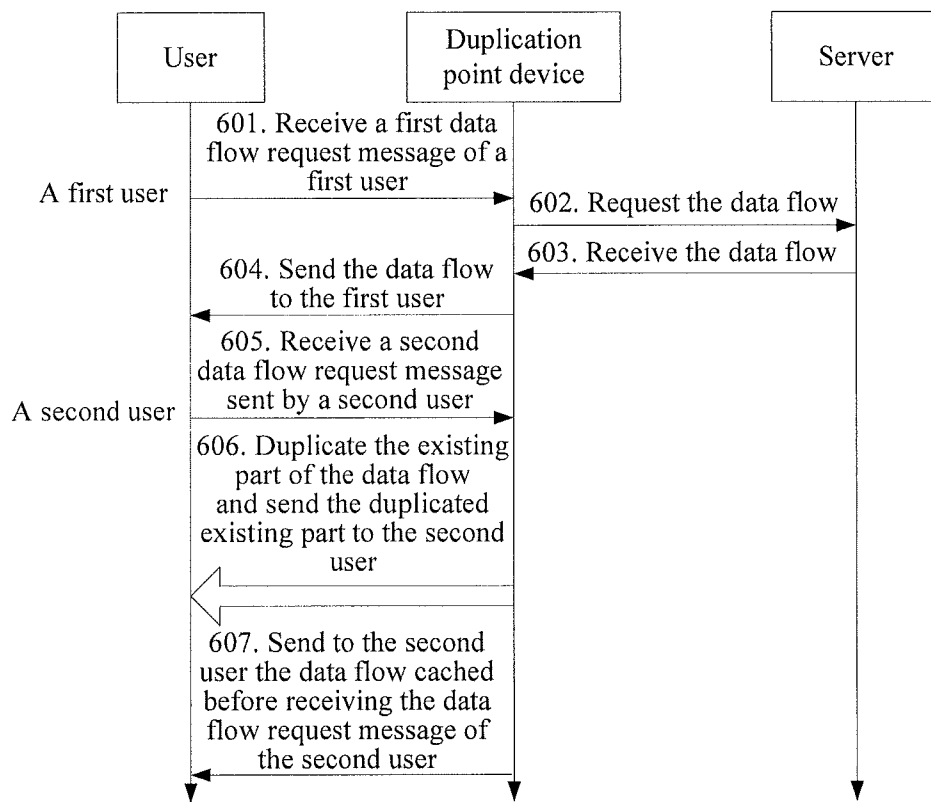 User
Duplication
point device
Server
601. Receive a first data
flow request message of a
first user
A first user
602. Request the data flow
603. Receive the data flow
604. Send the data flow
to the first user
605. Receive a second
data flow request message
sent by a second user
A second user
606. Duplicate the existing
part of the data flow
and send the duplicated
existing part to the second
user
607. Send to the second
user the data flow cached
before receiving the data
flow request message of
the second user